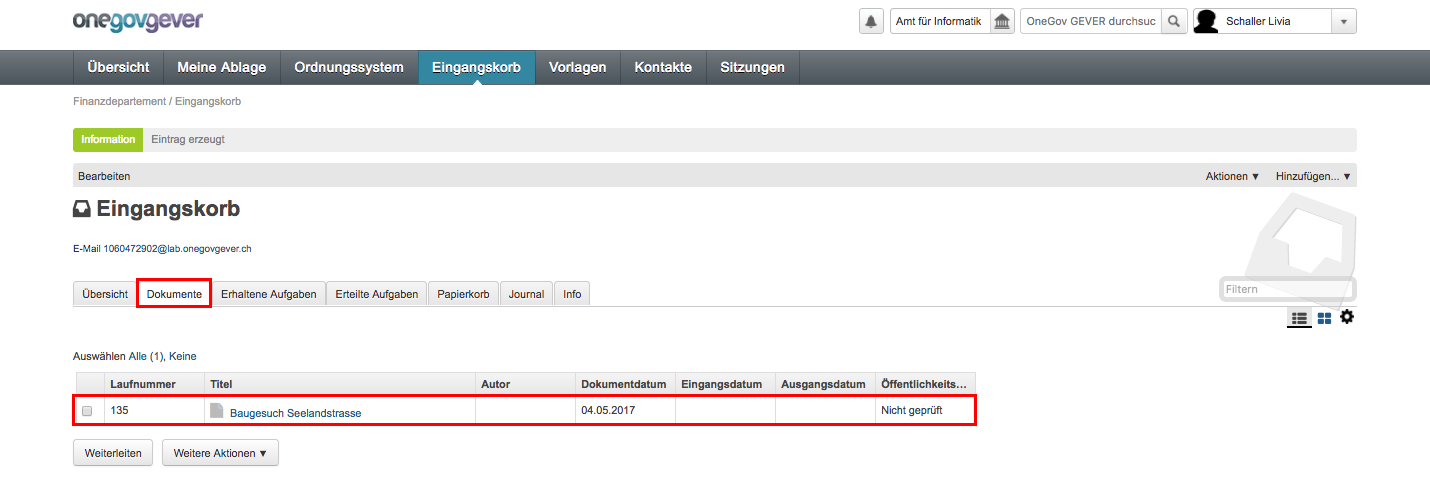 onegovgever
Amt für Informatik
OneGov GEVER durchsuc
Schaller Livia
Übersicht Meine Ablage Ordnungssystem Eingangskorb Vorlagen Kontakte Sitzungen
Finanzdepartement / Eingangskorb
Information Eintrag erzeugt
Bearbeiten Aktionen ▼ Hinzufügen... ▼
Eingangskorb
E-Mail 1060472902@lab.onegovgever.ch
Übersicht Dokumente Erhaltene Aufgaben Erteilte Aufgaben Papierkorb Journal Info
Filtern
Auswählen Alle (1), Keine
Laufnummer Titel Autor Dokumentdatum Eingangsdatum Ausgangsdatum Öffentlichkeits...
135 Baugesuch Seelandstrasse 04.05.2017 Nicht geprüft
Weiterleiten Weitere Aktionen ▼